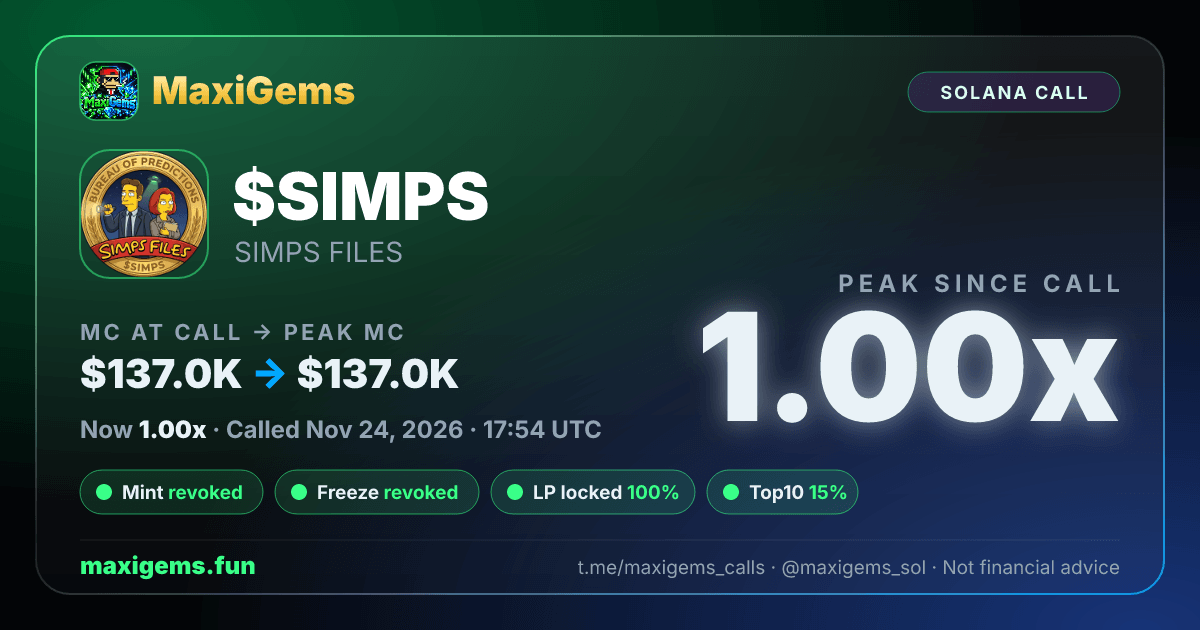 MaxiGems
MaxiGems
SOLANA CALL
BUREAU OF PREDICTIONS
SIMPS FILES
$SIMPS
$SIMPS
SIMPS FILES
PEAK SINCE CALL
1.00x
MC AT CALL → PEAK MC
$137.0K → $137.0K
Now 1.00x · Called Nov 24, 2026 · 17:54 UTC
Mint revoked
Freeze revoked
LP locked 100%
Top10 15%
maxigems.fun
t.me/maxigems_calls · @maxigems_sol · Not financial advice